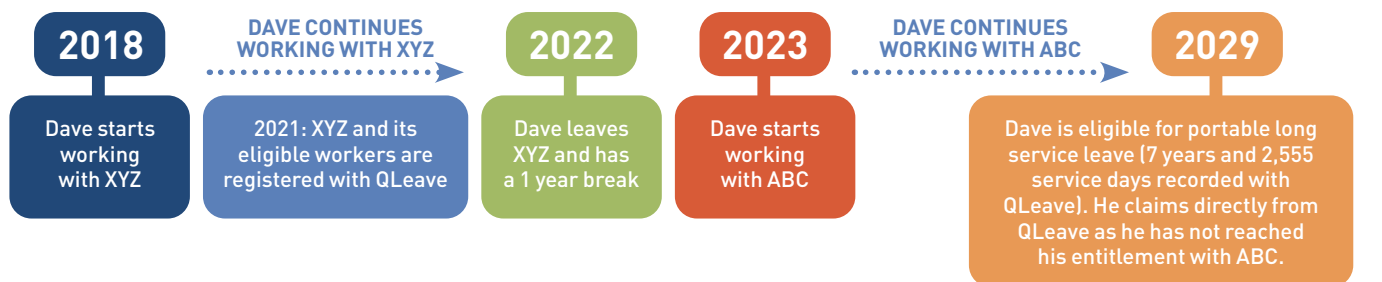 2018
DAVE CONTINUES
WORKING WITH XYZ
2022
2023
DAVE CONTINUES
WORKING WITH ABC
2029
Dave starts
working
with XYZ
2021: XYZ and its
eligible workers are
registered with QLeave
Dave leaves
XYZ and has
a 1 year break
Dave starts
working
with ABC
Dave is eligible for portable long
service leave (7 years and 2,555
service days recorded with
QLeave). He claims directly from
QLeave as he has not reached
his entitlement with ABC.